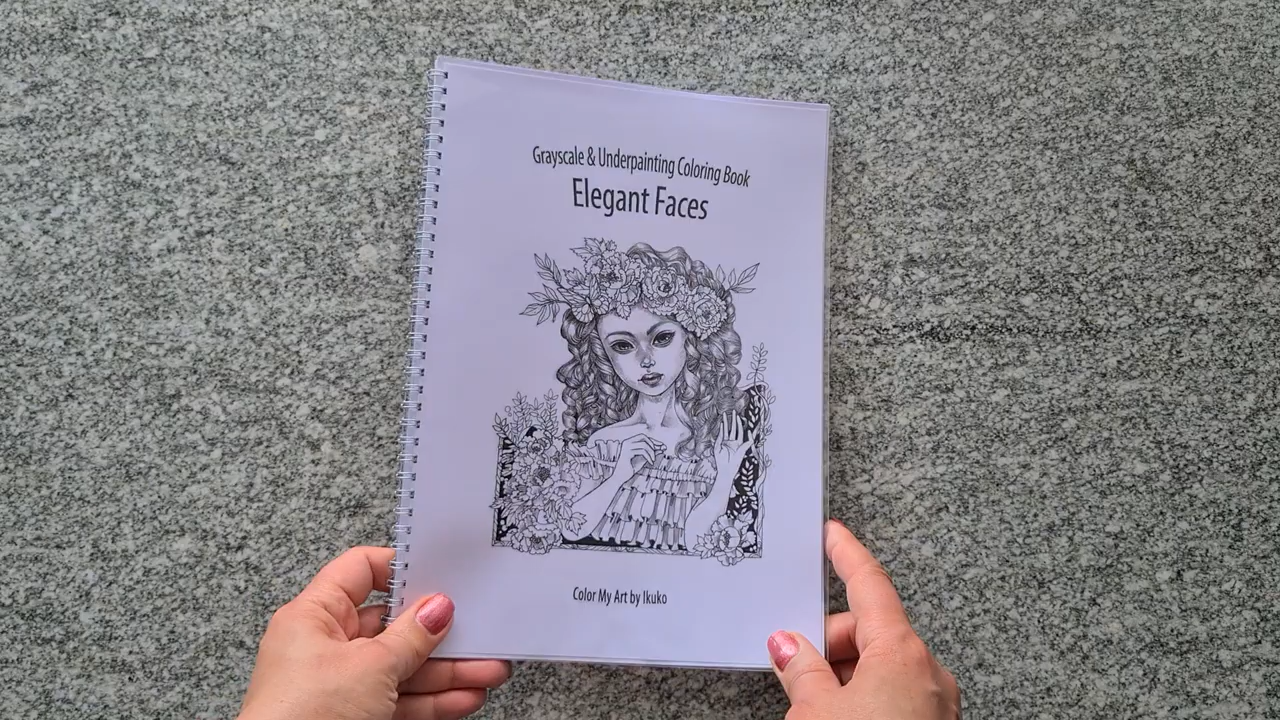 Grayscale & Underpainting Coloring Book
Elegant Faces
Color My Art by Ikuko